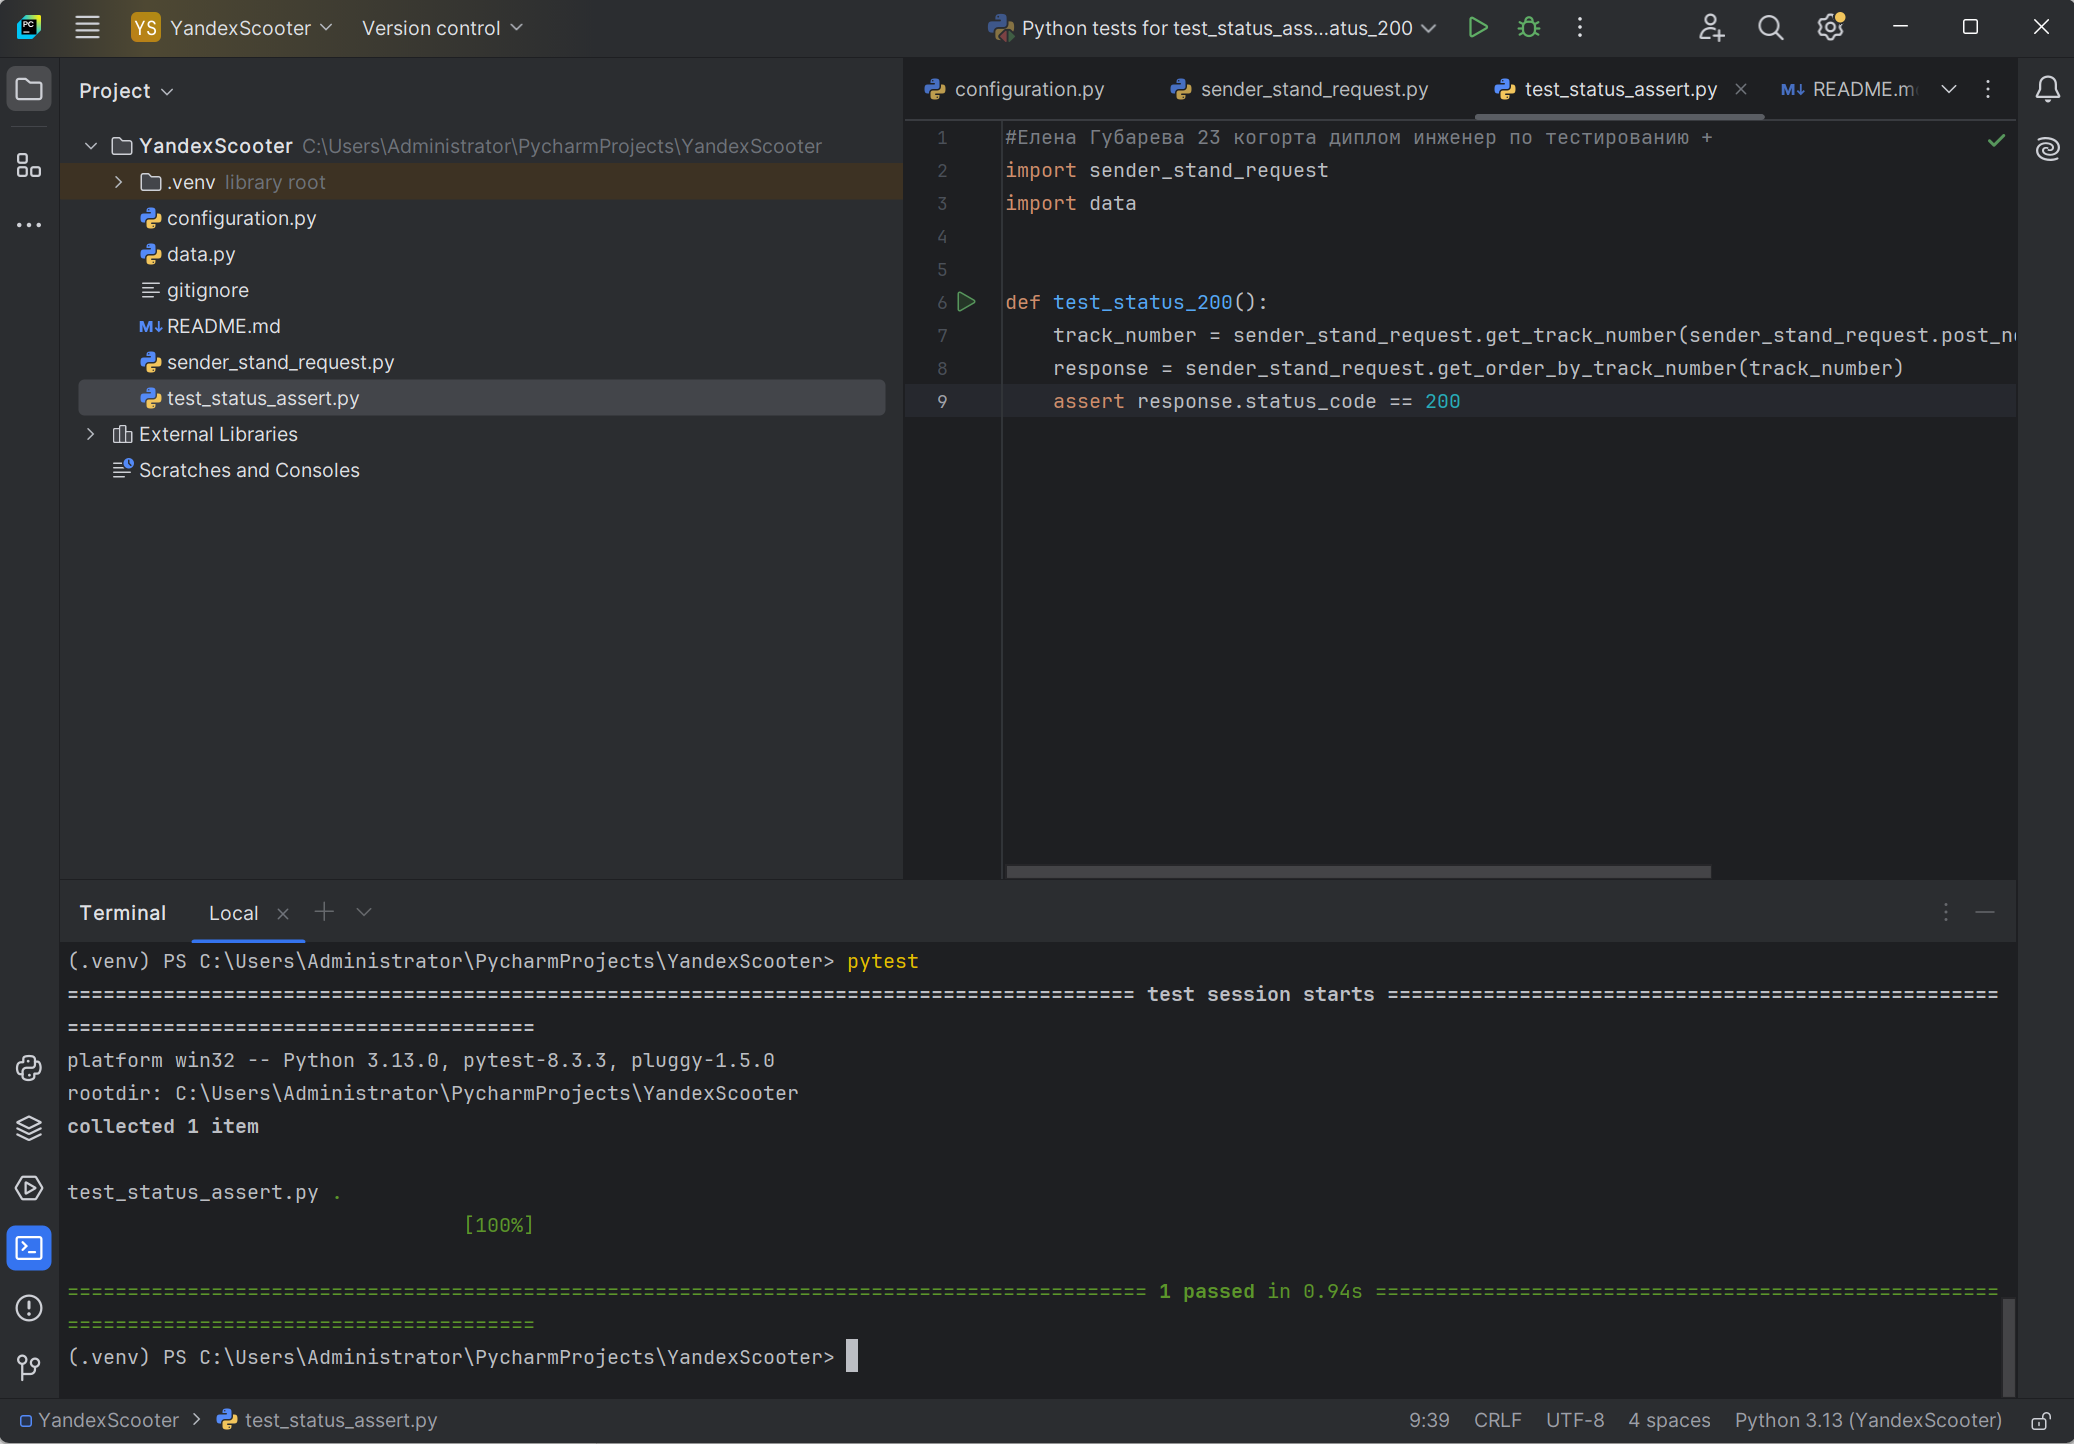 YS YandexScooter Version control Python tests for test_status_ass...atus_200
Project
YandexScooter C:\Users\Administrator\PycharmProjects\YandexScooter
.venv library root
configuration.py
data.py
gitignore
README.md
sender_stand_request.py
test_status_assert.py
External Libraries
Scratches and Consoles
configuration.py sender_stand_request.py test_status_assert.py README.m
1 #Елена Губарева 23 когорта диплом инженер по тестированию +
2 import sender_stand_request
3 import data
4
5
6 def test_status_200():
7 track_number = sender_stand_request.get_track_number(sender_stand_request.post_n
8 response = sender_stand_request.get_order_by_track_number(track_number)
9 assert response.status_code == 200
Terminal Local
(.venv) PS C:\Users\Administrator\PycharmProjects\YandexScooter> pytest
========================================================================================= test session starts ===================================================
=======================================
platform win32 -- Python 3.13.0, pytest-8.3.3, pluggy-1.5.0
rootdir: C:\Users\Administrator\PycharmProjects\YandexScooter
collected 1 item
test_status_assert.py .
[100%]
========================================================================================== 1 passed in 0.94s ====================================================
=======================================
(.venv) PS C:\Users\Administrator\PycharmProjects\YandexScooter>
YandexScooter > test_status_assert.py 9:39 CRLF UTF-8 4 spaces Python 3.13 (YandexScooter)